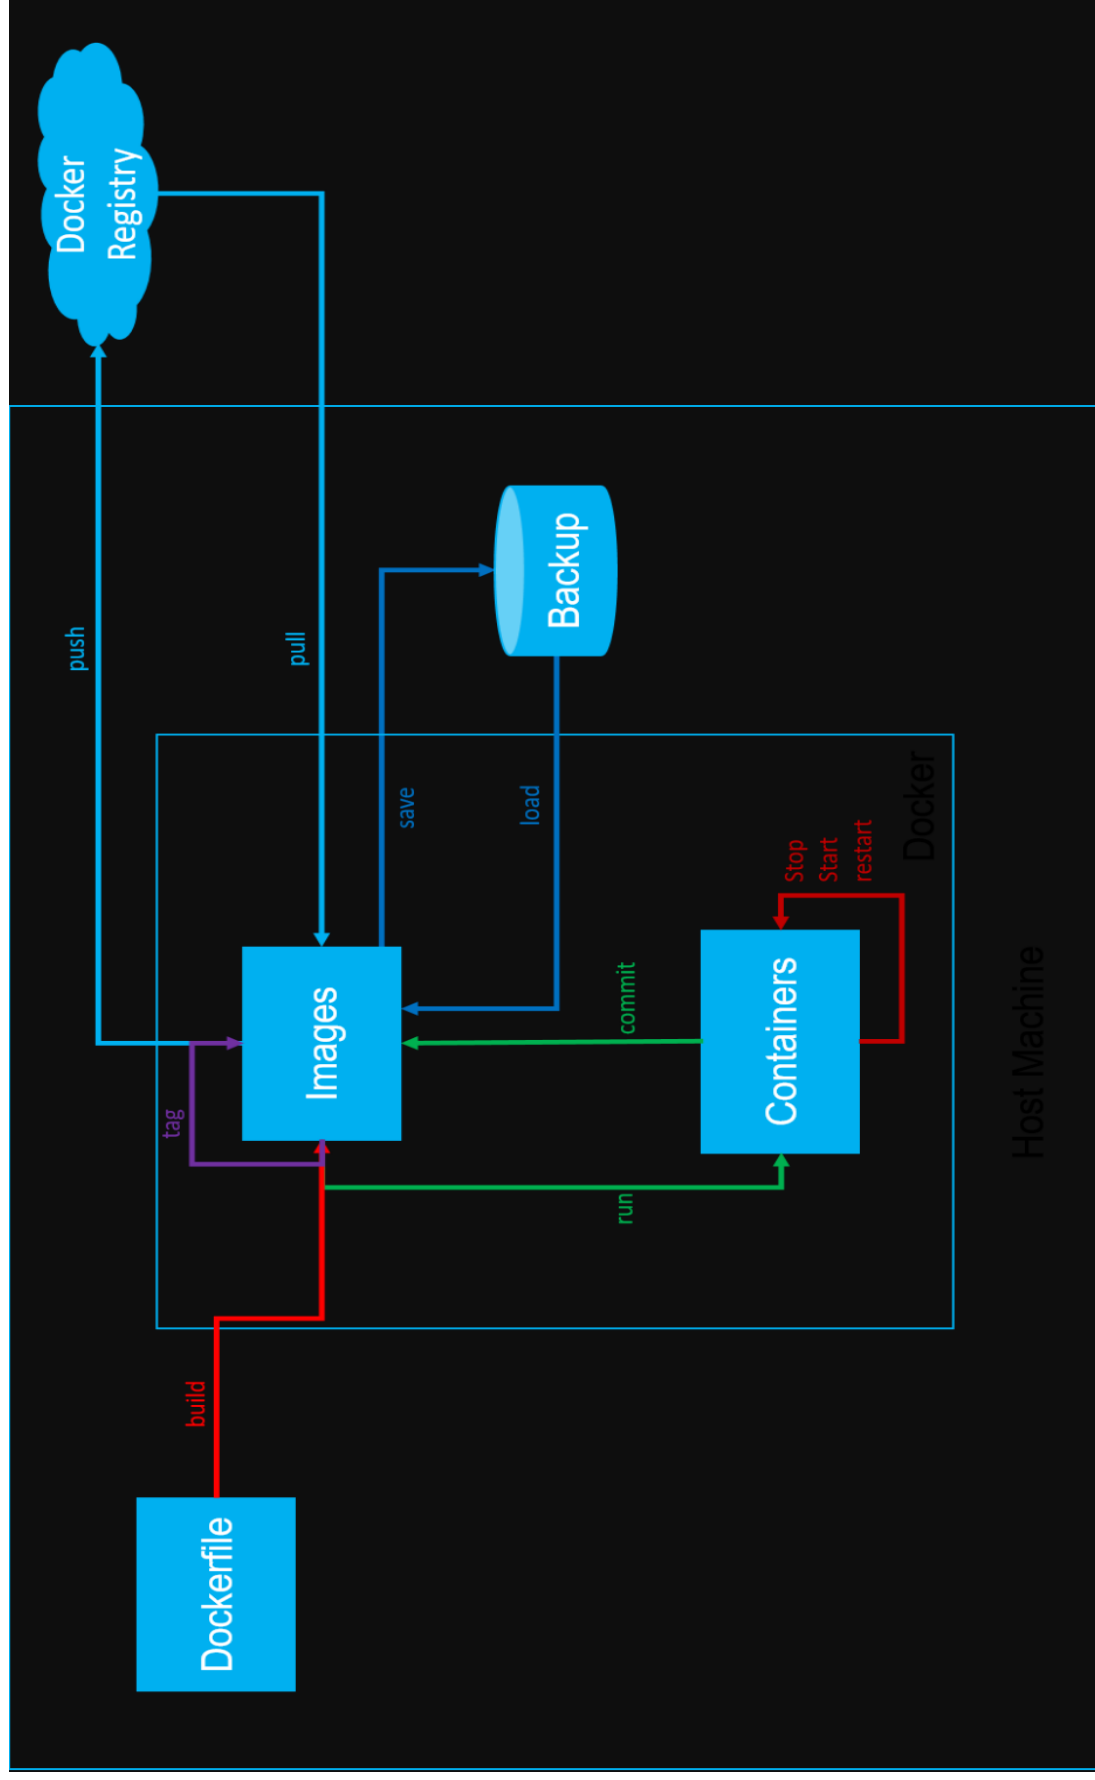 Docker
Registry
push
pull
Backup
save
load
build
tag
Dockerfile
Images
commit
run
Containers
Stop
Start
restart
Docker
Host Machine